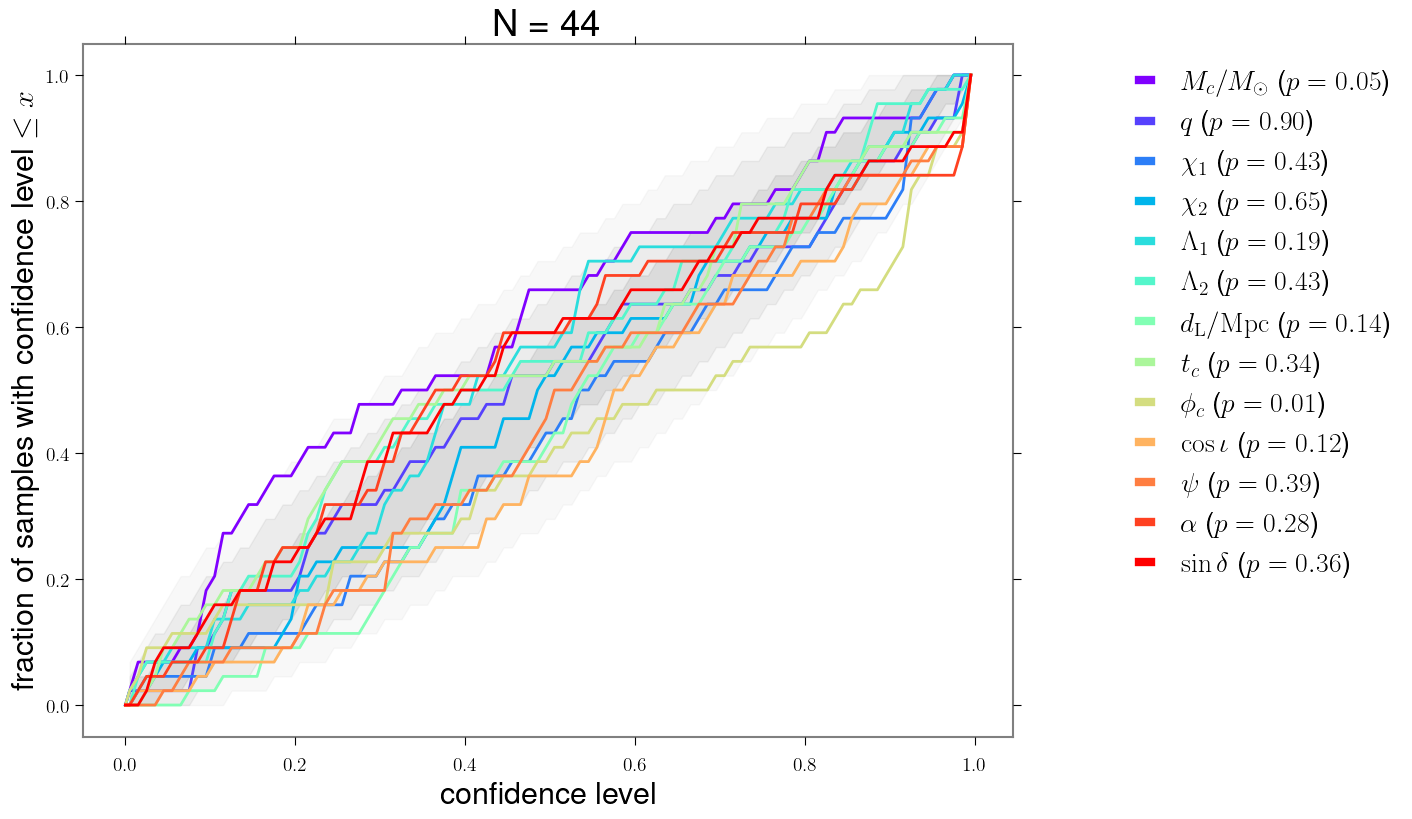 N = 44
fraction of samples with confidence level ≤ x
1.0
0.8
0.6
0.4
0.2
0.0
0.0 0.2 0.4 0.6 0.8 1.0
confidence level
M_c/M_⊙ (p = 0.05)
q (p = 0.90)
χ_1 (p = 0.43)
χ_2 (p = 0.65)
Λ_1 (p = 0.19)
Λ_2 (p = 0.43)
d_L/Mpc (p = 0.14)
t_c (p = 0.34)
ϕ_c (p = 0.01)
cos ι (p = 0.12)
ψ (p = 0.39)
α (p = 0.28)
sin δ (p = 0.36)